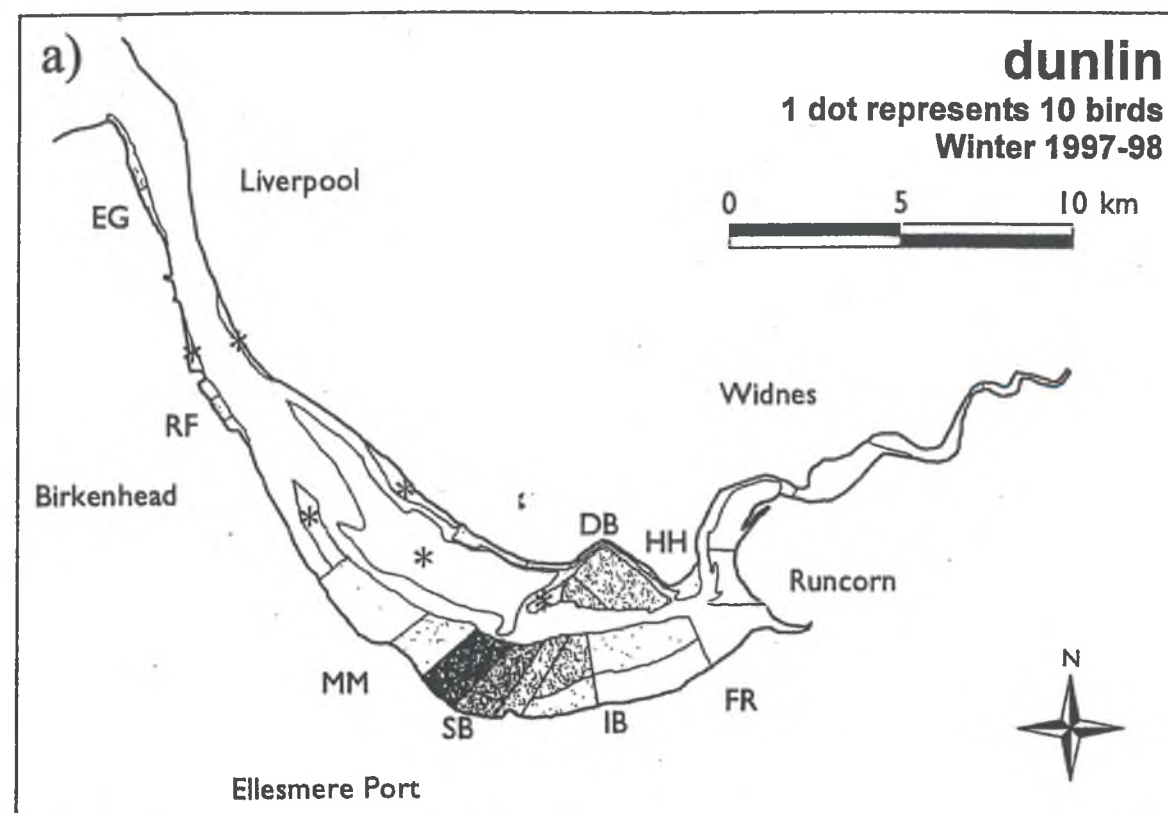 a)
dunlin
1 dot represents 10 birds
Winter 1997-98
0 5 10 km
Liverpool
EG
Widnes
RF
Birkenhead
DB
HH
Runcorn
MM
SB
IB
FR
N
Ellesmere Port